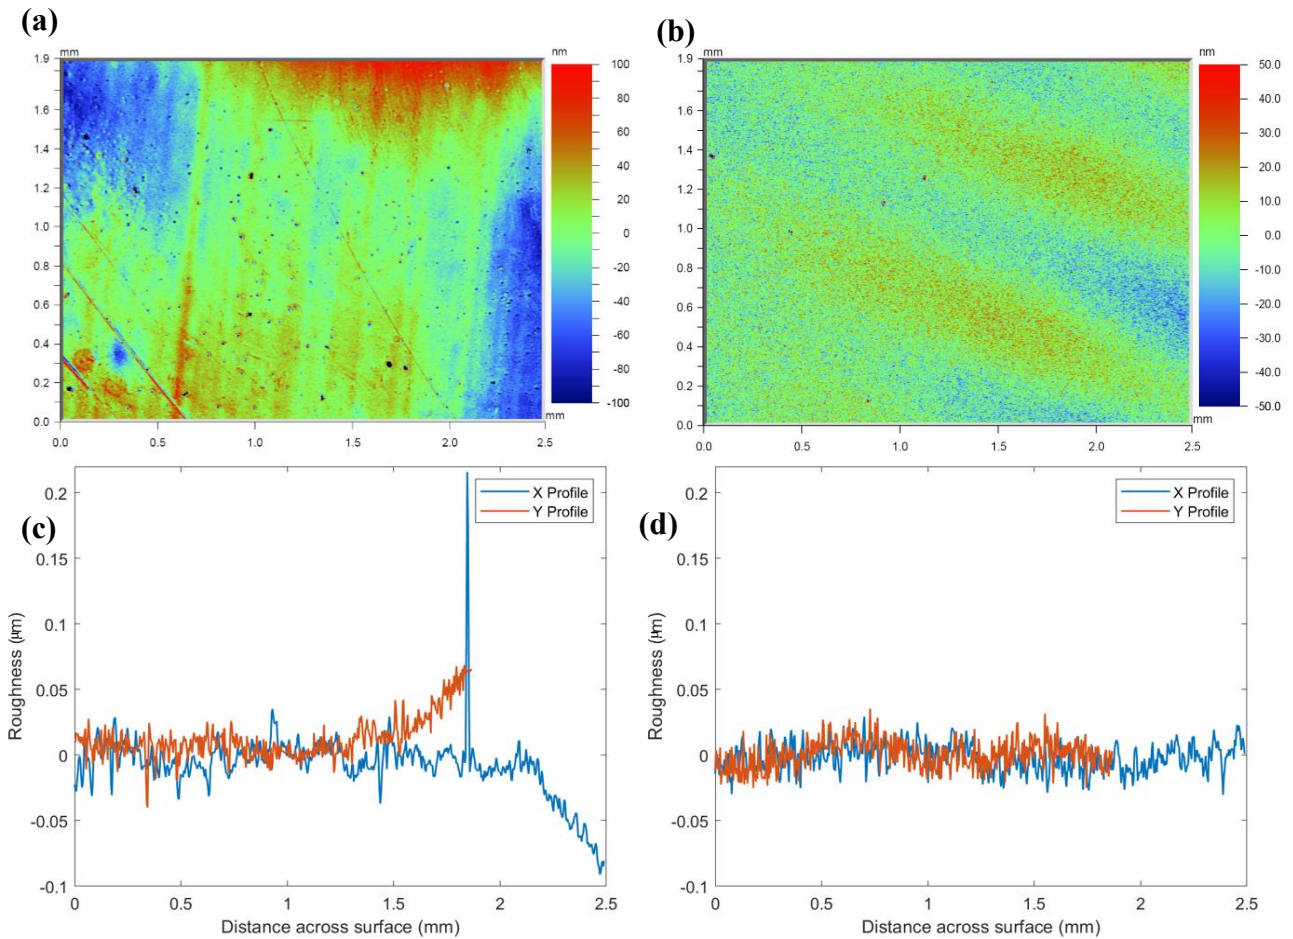 (a)
mm
nm
1.9
1.6
1.4
1.2
1.0
0.8
0.6
0.4
0.2
0.0
mm
0.0 0.5 1.0 1.5 2.0 2.5
100
80
60
40
20
0
-20
-40
-60
-80
-100
(b)
mm
nm
1.9
1.6
1.4
1.2
1.0
0.8
0.6
0.4
0.2
0.0
mm
0.0 0.5 1.0 1.5 2.0 2.5
50.0
40.0
30.0
20.0
10.0
0.0
-10.0
-20.0
-30.0
-40.0
-50.0
(c)
X Profile
Y Profile
Roughness (μm)
0.2
0.15
0.1
0.05
0
-0.05
-0.1
0 0.5 1 1.5 2 2.5
Distance across surface (mm)
(d)
X Profile
Y Profile
Roughness (μm)
0.2
0.15
0.1
0.05
0
-0.05
-0.1
0 0.5 1 1.5 2 2.5
Distance across surface (mm)